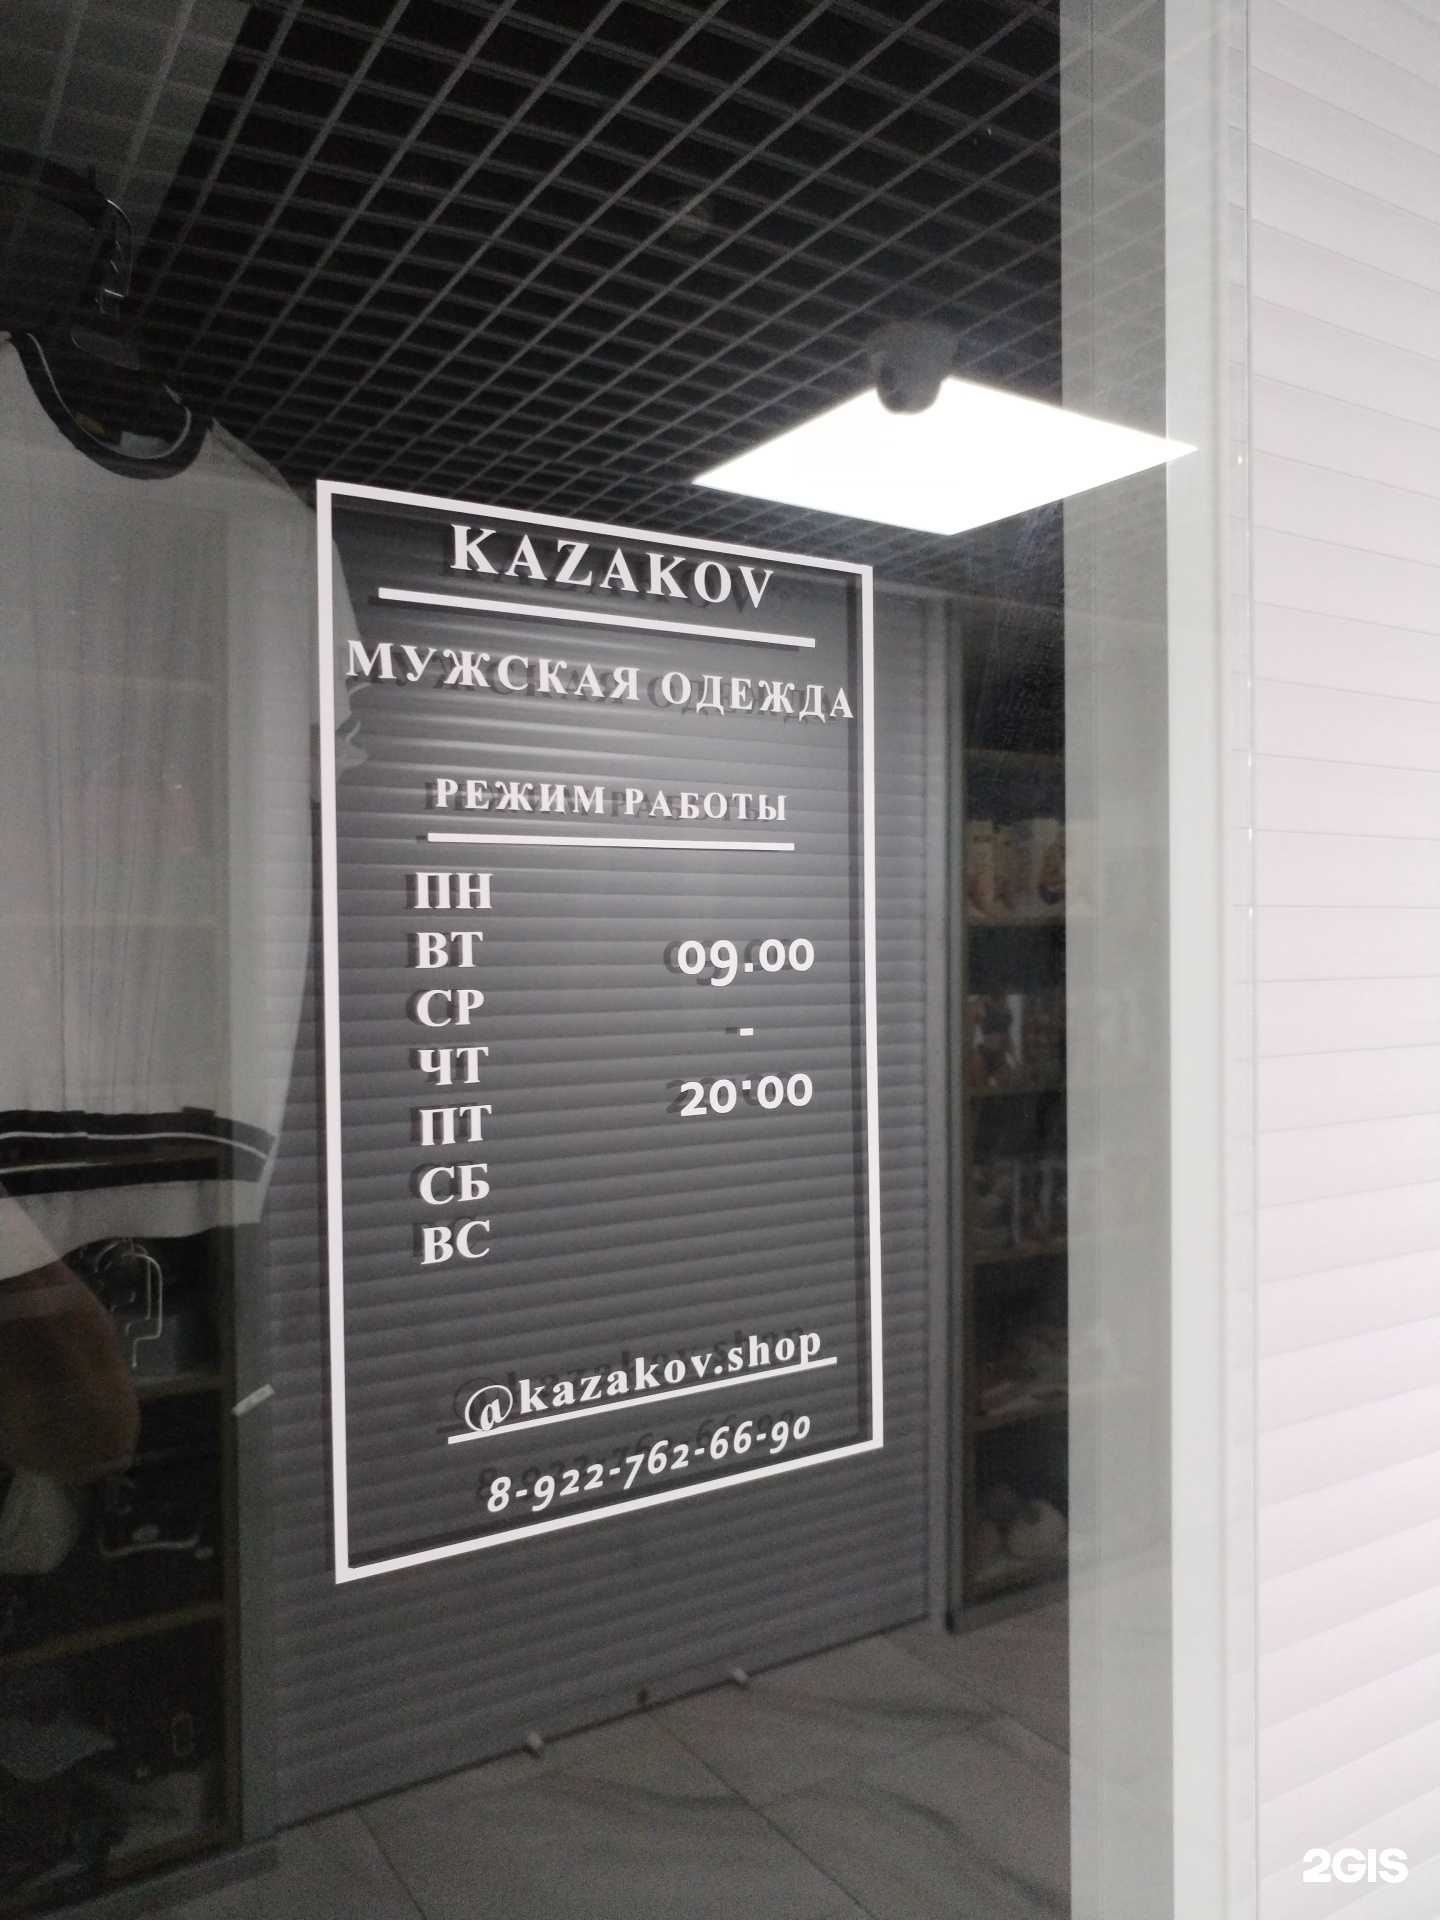 KAZAKOV
МУЖСКАЯ ОДЕЖДА
РЕЖИМ РАБОТЫ
ПН
ВТ
СР
ЧТ
ПТ
СБ
ВС
09.00
-
20·00
@kazakov.shop
8-922-762-66-90
2GIS